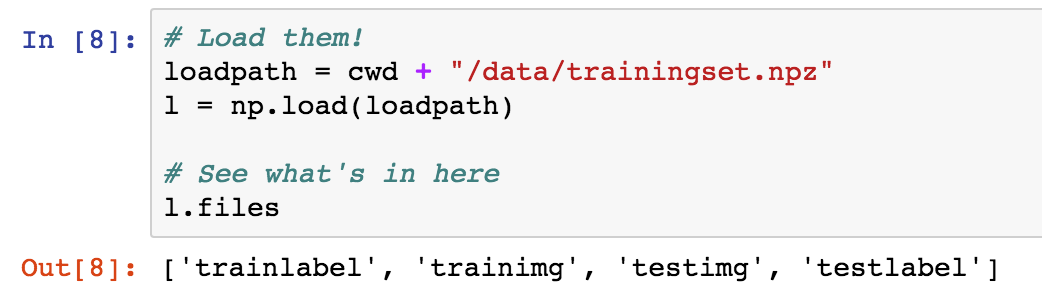 In [8]: # Load them!
loadpath = cwd + "/data/trainingset.npz"
l = np.load(loadpath)
# See what's in here
l.files
Out[8]: ['trainlabel', 'trainimg', 'testimg', 'testlabel']